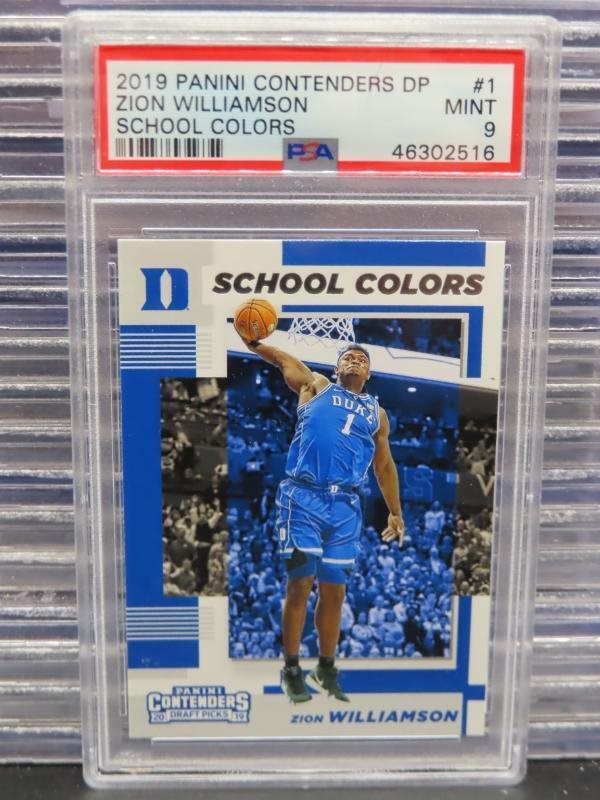 2019 PANINI CONTENDERS DP #1
ZION WILLIAMSON MINT
SCHOOL COLORS 9
PSA 46302516
D SCHOOL COLORS
DUKE
1
D
D
PANINI
CONTENDERS
20 DRAFT PICKS 19
ZION WILLIAMSON